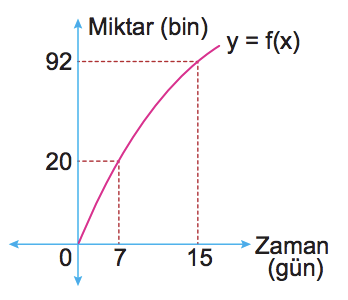 Miktar (bin)
y = f(x)
92
20
0 7 15
Zaman
(gün)